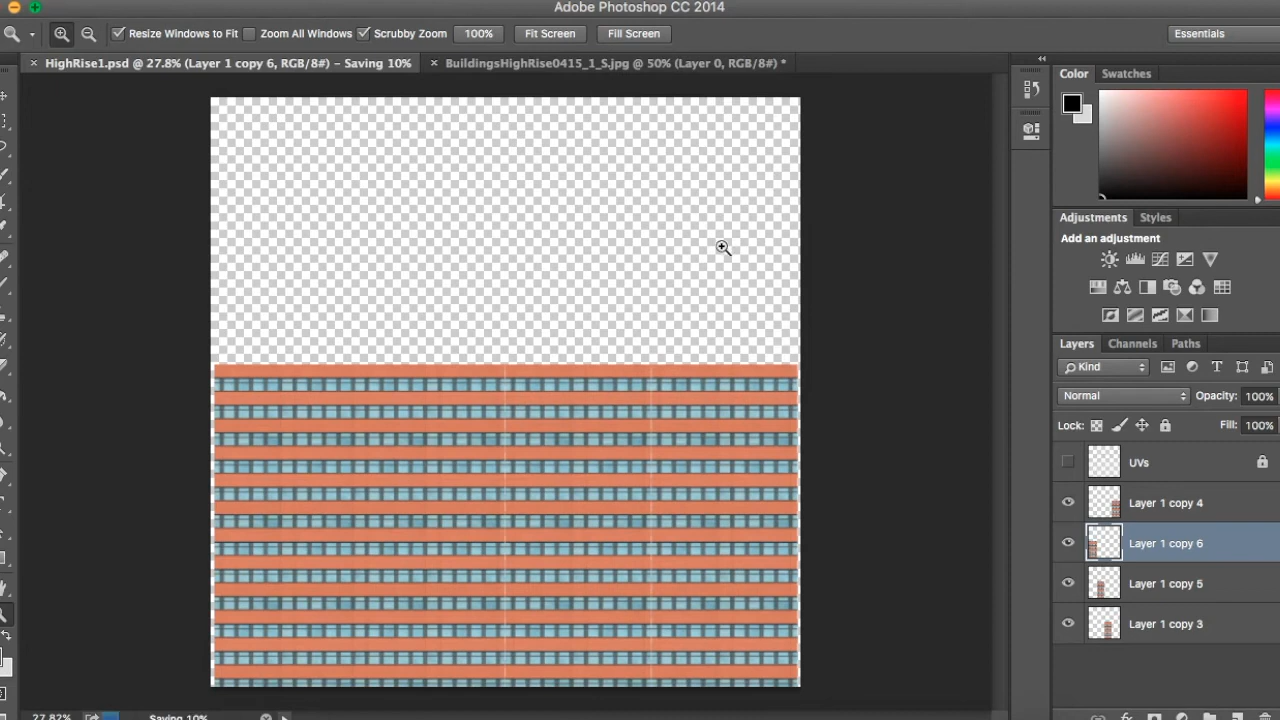 Adobe Photoshop CC 2014
Resize Windows to Fit Zoom All Windows Scrubby Zoom 100% Fit Screen Fill Screen Essentials
HighRise1.psd @ 27.8% (Layer 1 copy 6, RGB/8#) – Saving 10% BuildingsHighRise0415_1_S.jpg @ 50% (Layer 0, RGB/8#) *
Color Swatches
Adjustments Styles
Add an adjustment
Layers Channels Paths
Kind
Normal Opacity: 100%
Lock: Fill: 100%
UVs
Layer 1 copy 4
Layer 1 copy 6
Layer 1 copy 5
Layer 1 copy 3
27.82% Saving 10%